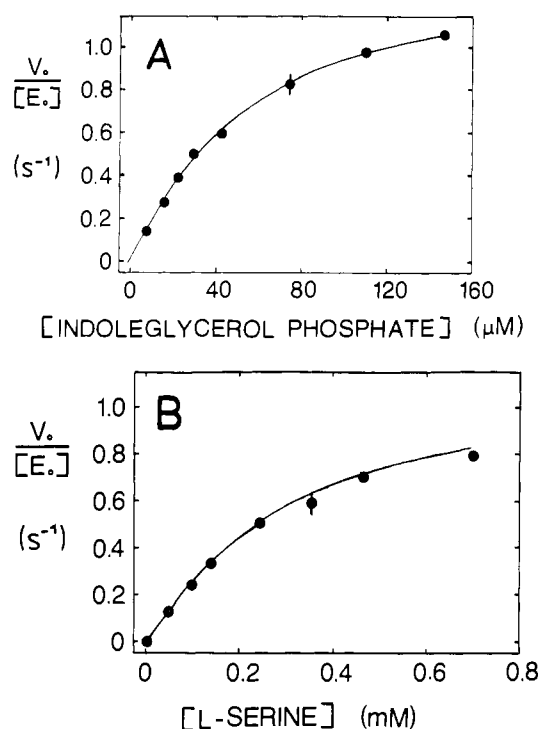 A
V₀
[E₀]
(s⁻¹)
1.0
0.8
0.6
0.4
0.2
0
0 40 80 120 160
[INDOLEGLYCEROL PHOSPHATE] (μM)
B
V₀
[E₀]
(s⁻¹)
1.0
0.8
0.6
0.4
0.2
0
0 0.2 0.4 0.6 0.8
[L-SERINE] (mM)